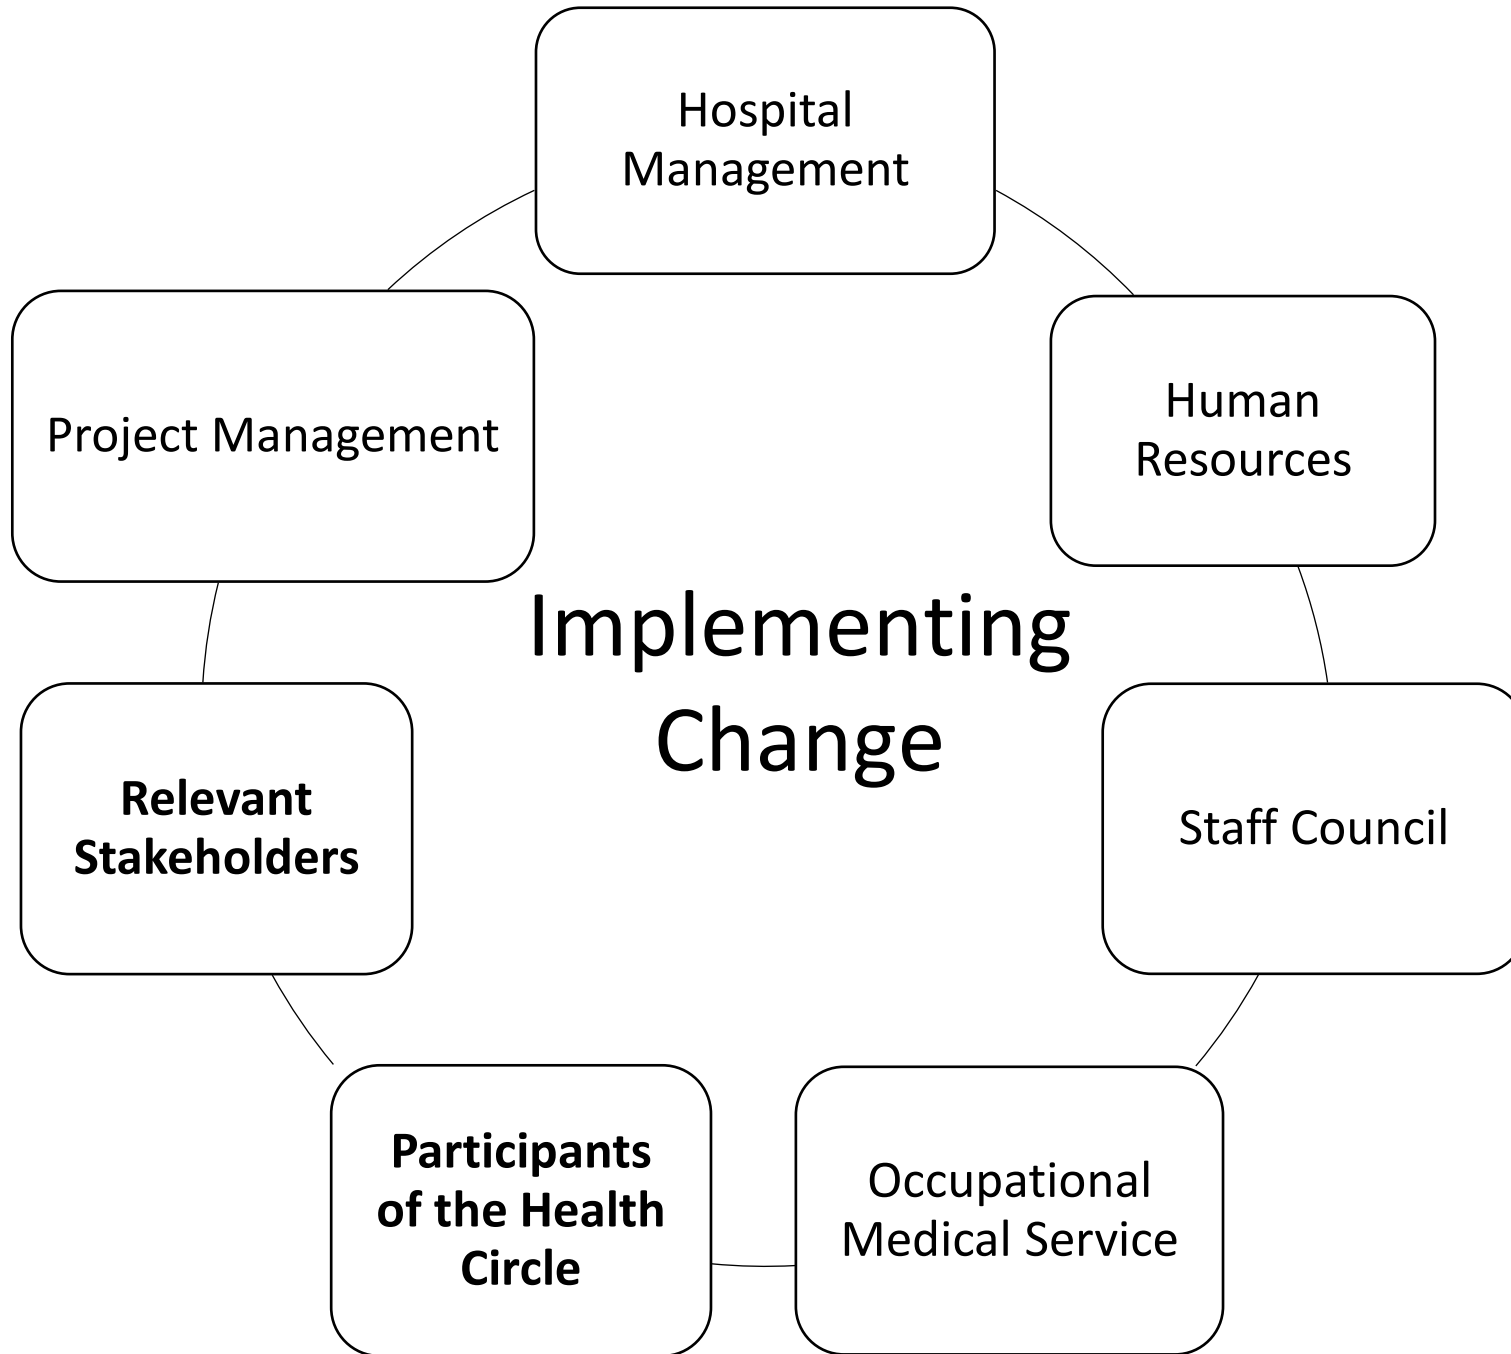 Hospital
Management
Human
Resources
Staff Council
Occupational
Medical Service
Participants
of the Health
Circle
Relevant
Stakeholders
Project Management
Implementing
Change